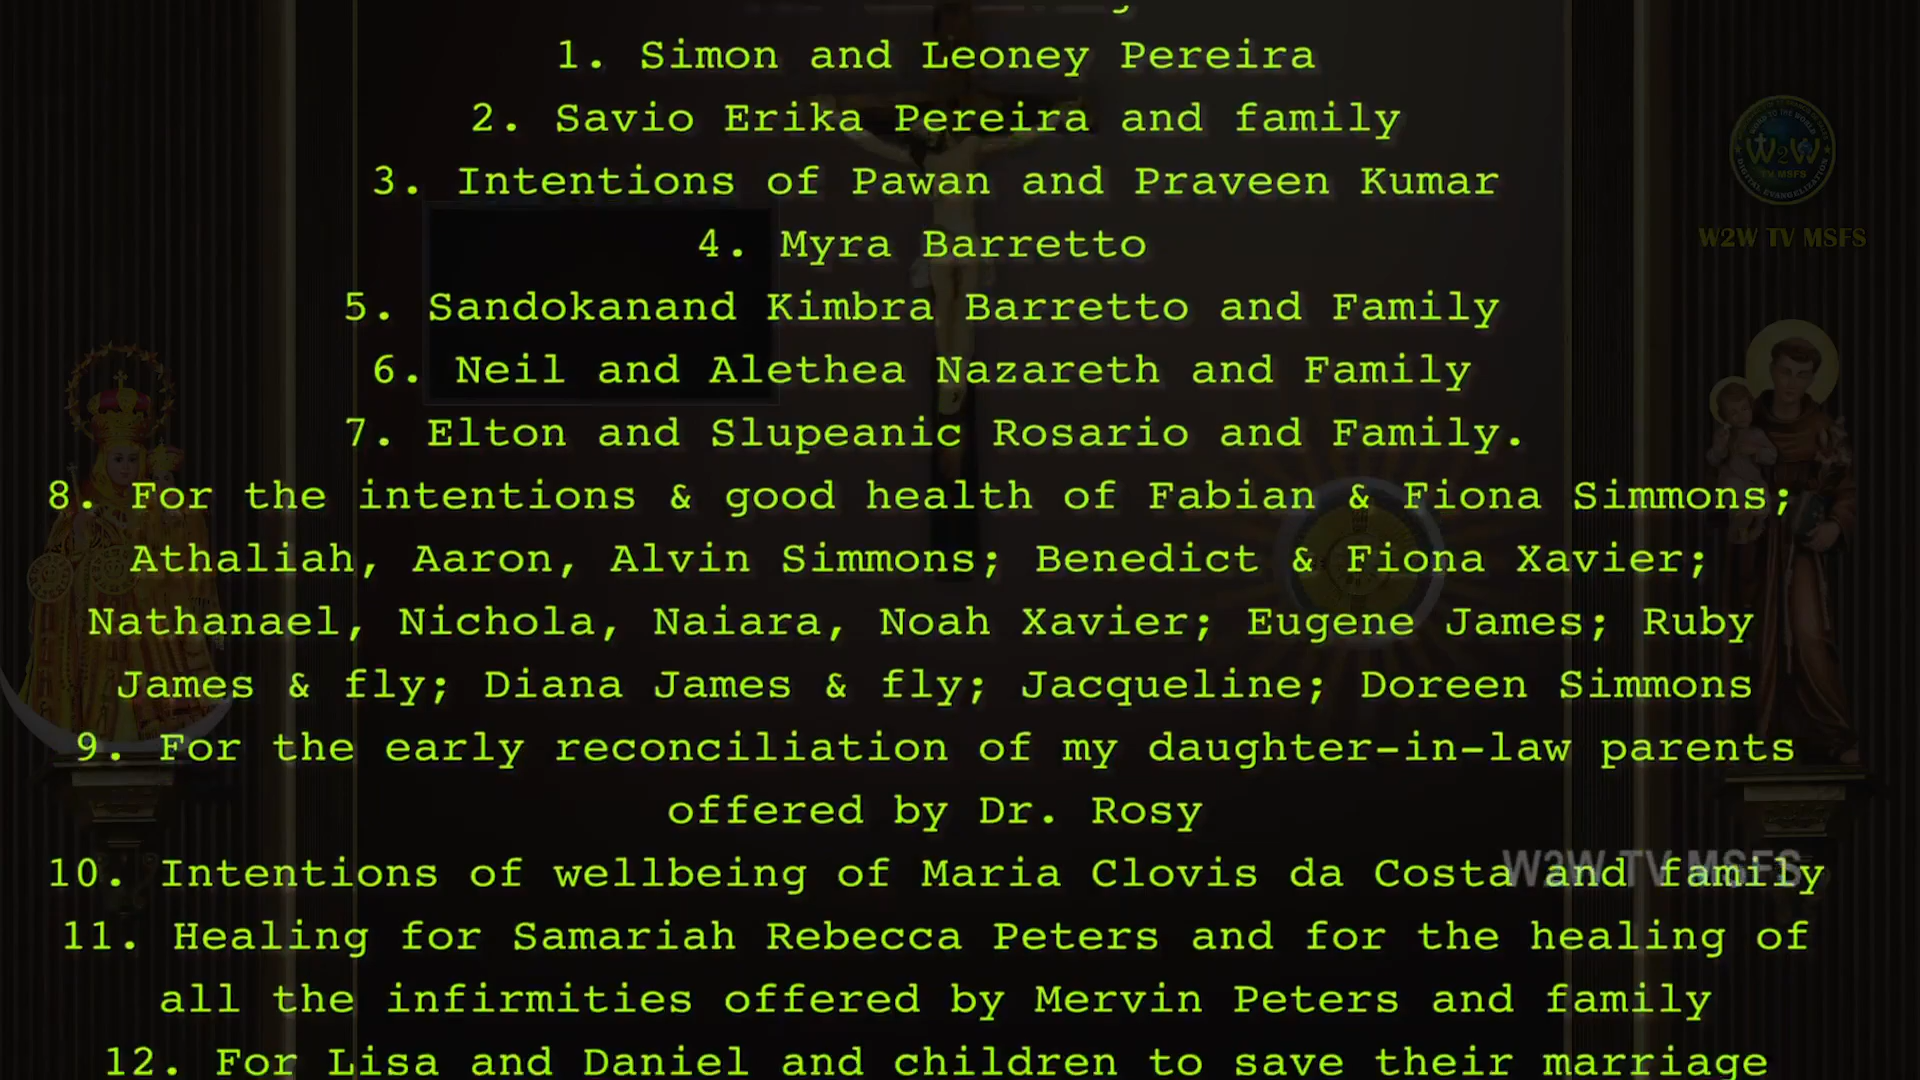 1. Simon and Leoney Pereira
2. Savio Erika Pereira and family
3. Intentions of Pawan and Praveen Kumar
4. Myra Barretto
5. Sandokanand Kimbra Barretto and Family
6. Neil and Alethea Nazareth and Family
7. Elton and Slupeanic Rosario and Family.
8. For the intentions & good health of Fabian & Fiona Simmons;
Athaliah, Aaron, Alvin Simmons; Benedict & Fiona Xavier;
Nathanael, Nichola, Naiara, Noah Xavier; Eugene James; Ruby
James & fly; Diana James & fly; Jacqueline; Doreen Simmons
9. For the early reconciliation of my daughter-in-law parents
offered by Dr. Rosy
10. Intentions of wellbeing of Maria Clovis da Costa and family
11. Healing for Samariah Rebecca Peters and for the healing of
all the infirmities offered by Mervin Peters and family
12. For Lisa and Daniel and children to save their marriage
W2W
TV MSFS
DIGITAL EVANGELIZATION
W2W TV MSFS
W2W TV MSFS